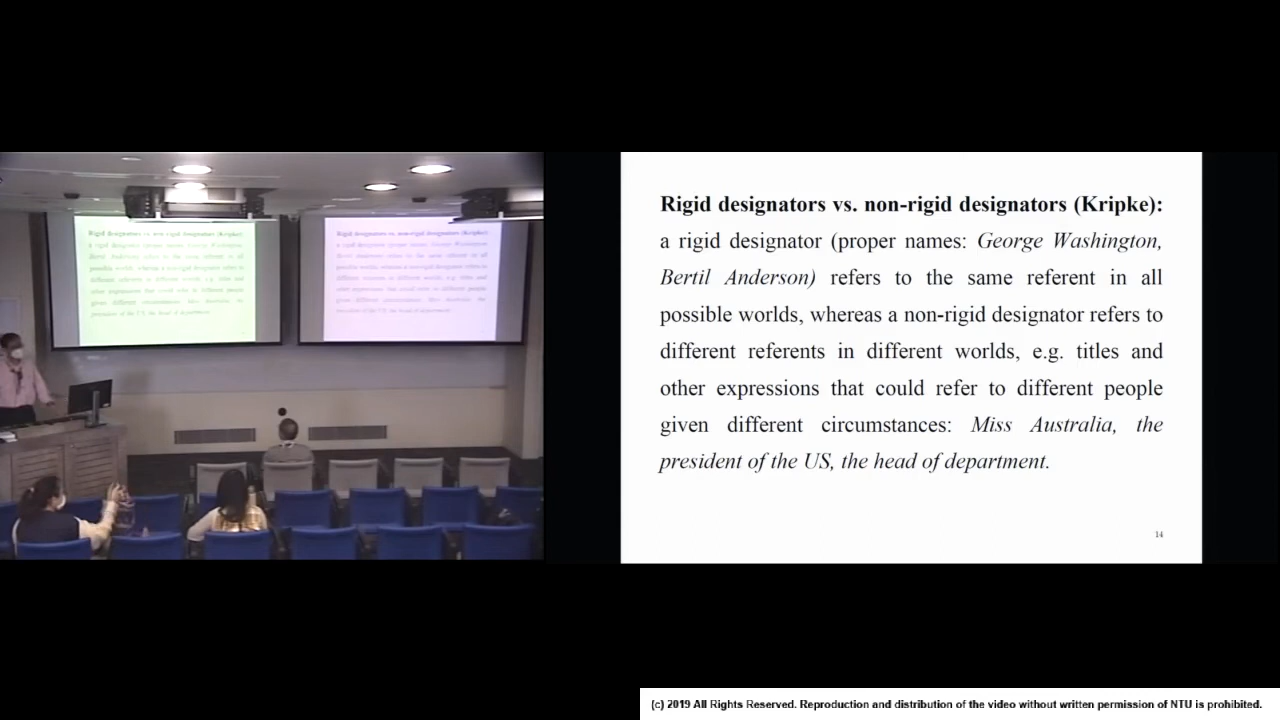 Rigid designators vs. non-rigid designators (Kripke):
a rigid designator (proper names: George Washington,
Bertil Anderson) refers to the same referent in all
possible worlds, whereas a non-rigid designator refers to
different referents in different worlds, e.g. titles and
other expressions that could refer to different people
given different circumstances: Miss Australia, the
president of the US, the head of department.
14
(c) 2019 All Rights Reserved. Reproduction and distribution of the video without written permission of NTU is prohibited.